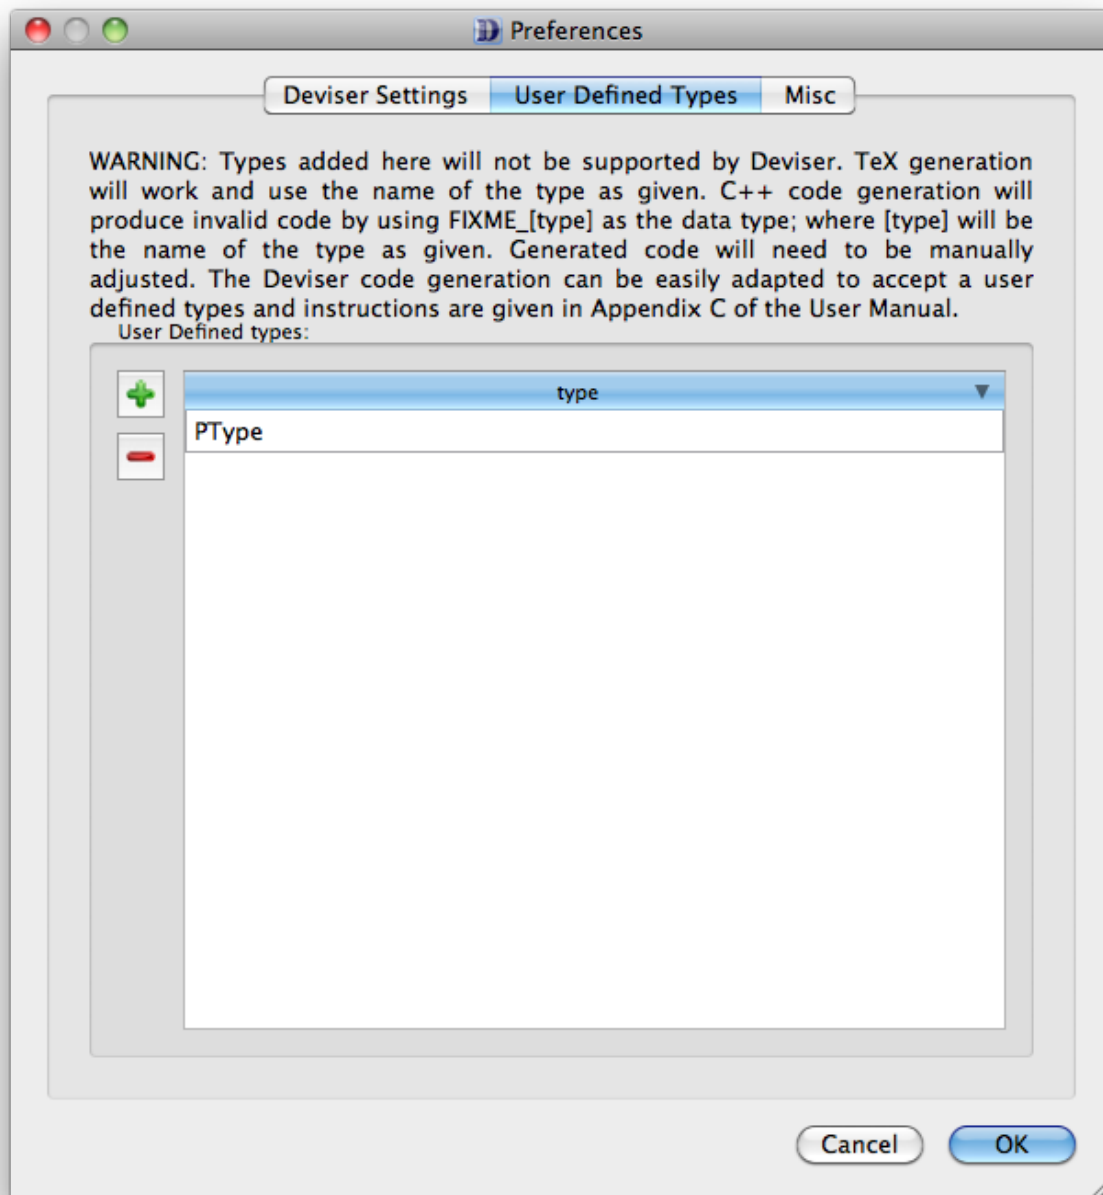 Preferences
Deviser Settings User Defined Types Misc
WARNING: Types added here will not be supported by Deviser. TeX generation
will work and use the name of the type as given. C++ code generation will
produce invalid code by using FIXME_[type] as the data type; where [type] will be
the name of the type as given. Generated code will need to be manually
adjusted. The Deviser code generation can be easily adapted to accept a user
defined types and instructions are given in Appendix C of the User Manual.
User Defined types:
type
PType
Cancel OK